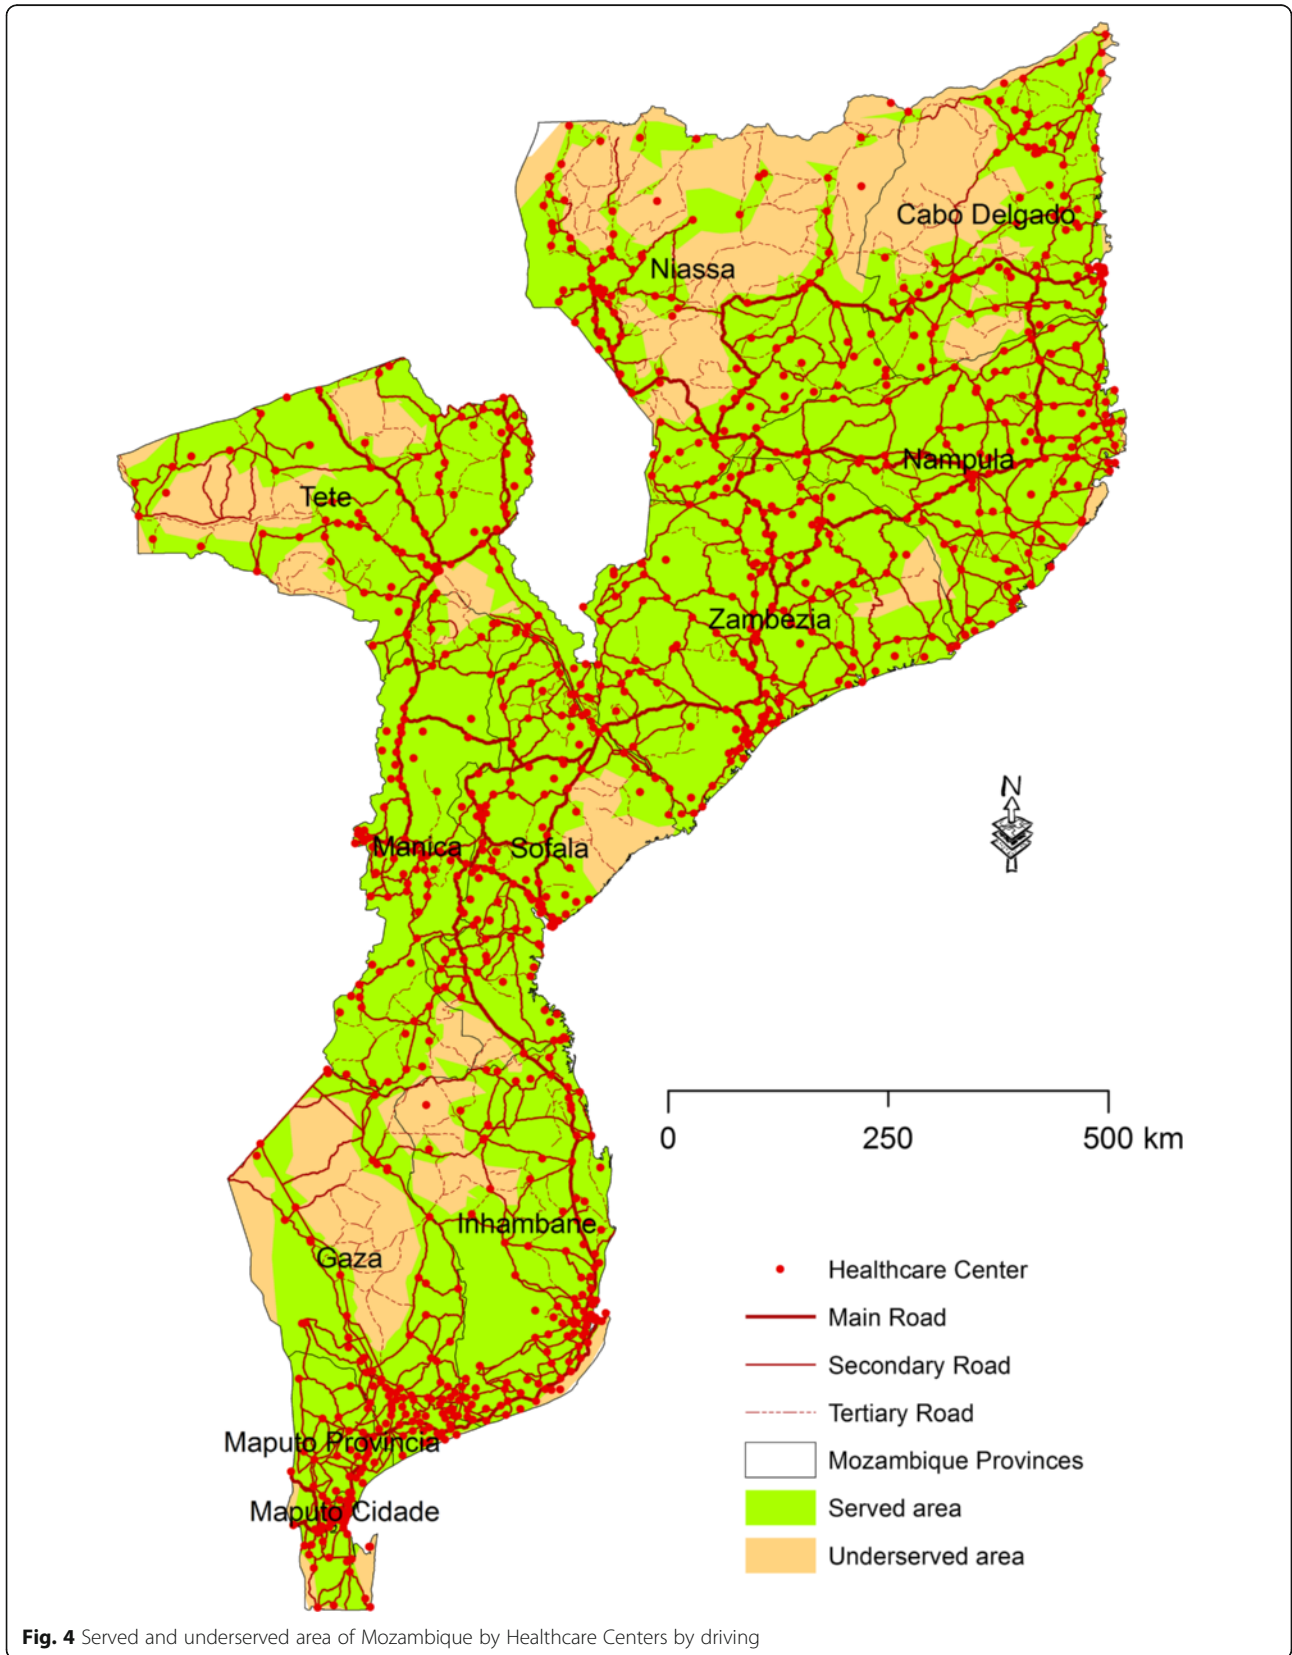 Cabo Delgado
Niassa
Nampula
Tete
Zambezia
N
Manica
Sofala
0 250 500 km
Inhambane
Gaza
Healthcare Center
Main Road
Secondary Road
Tertiary Road
Maputo Provincia
Mozambique Provinces
Maputo Cidade
Served area
Underserved area
Fig. 4 Served and underserved area of Mozambique by Healthcare Centers by driving